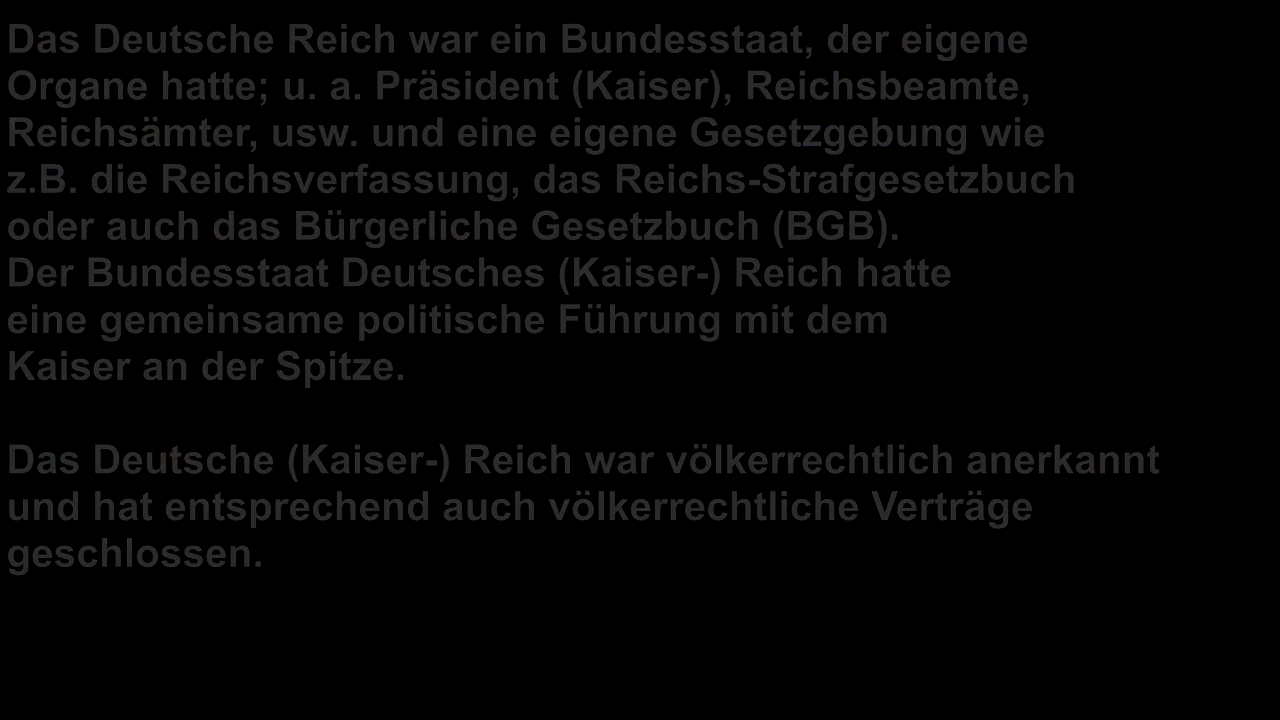 Das Deutsche Reich war ein Bundesstaat, der eigene
Organe hatte; u. a. Präsident (Kaiser), Reichsbeamte,
Reichsämter, usw. und eine eigene Gesetzgebung wie
z.B. die Reichsverfassung, das Reichs-Strafgesetzbuch
oder auch das Bürgerliche Gesetzbuch (BGB).
Der Bundesstaat Deutsches (Kaiser-) Reich hatte
eine gemeinsame politische Führung mit dem
Kaiser an der Spitze.
Das Deutsche (Kaiser-) Reich war völkerrechtlich anerkannt
und hat entsprechend auch völkerrechtliche Verträge
geschlossen.